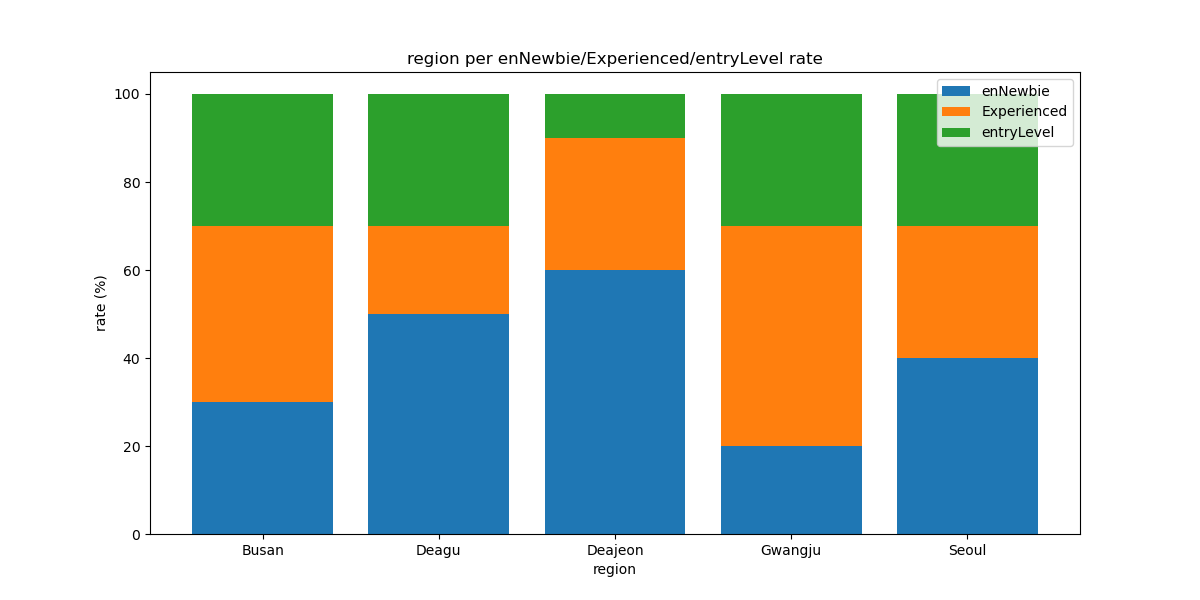 region per enNewbie/Experienced/entryLevel rate
enNewbie
Experienced
entryLevel
100
80
60
40
20
0
rate (%)
Busan
Deagu
Deajeon
Gwangju
Seoul
region